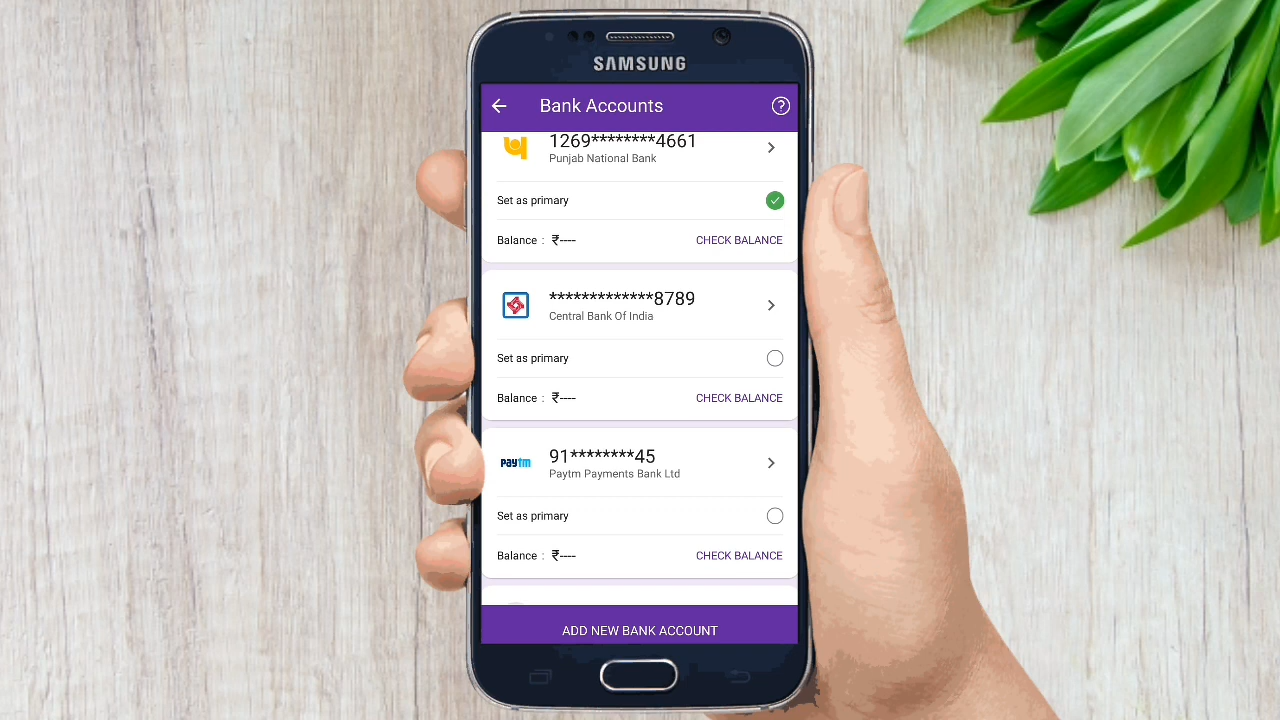 SAMSUNG
Bank Accounts
1269********4661
Punjab National Bank
Set as primary
Balance : ₹----
CHECK BALANCE
*************8789
Central Bank Of India
Set as primary
Balance : ₹----
CHECK BALANCE
paytm
91********45
Paytm Payments Bank Ltd
Set as primary
Balance : ₹----
CHECK BALANCE
ADD NEW BANK ACCOUNT